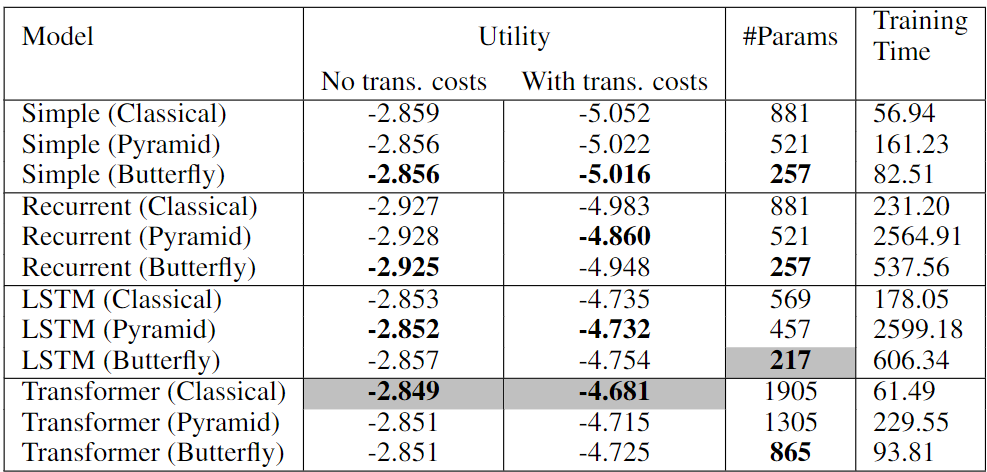 Model Utility #Params Training Time
No trans. costs With trans. costs
Simple (Classical) -2.859 -5.052 881 56.94
Simple (Pyramid) -2.856 -5.022 521 161.23
Simple (Butterfly) -2.856 -5.016 257 82.51
Recurrent (Classical) -2.927 -4.983 881 231.20
Recurrent (Pyramid) -2.928 -4.860 521 2564.91
Recurrent (Butterfly) -2.925 -4.948 257 537.56
LSTM (Classical) -2.853 -4.735 569 178.05
LSTM (Pyramid) -2.852 -4.732 457 2599.18
LSTM (Butterfly) -2.857 -4.754 217 606.34
Transformer (Classical) -2.849 -4.681 1905 61.49
Transformer (Pyramid) -2.851 -4.715 1305 229.55
Transformer (Butterfly) -2.851 -4.725 865 93.81